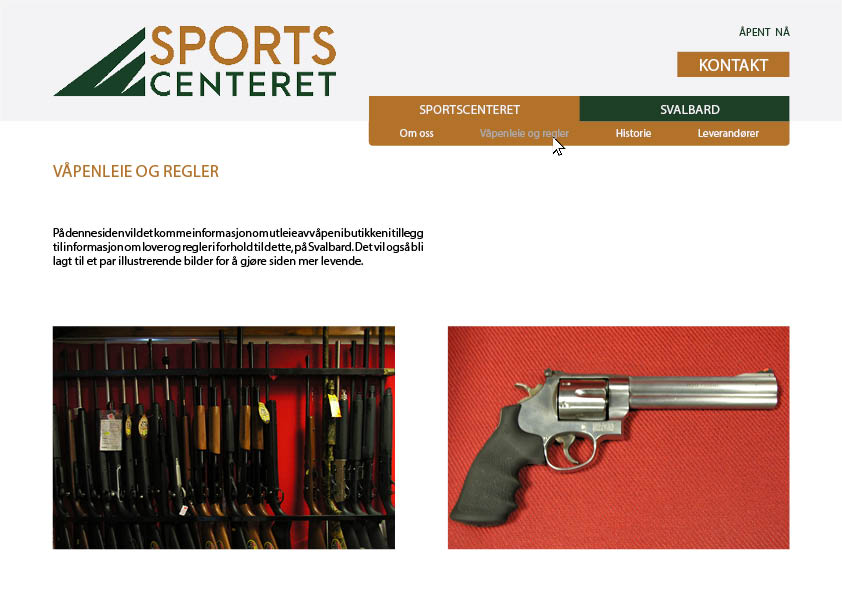 SPORTS
CENTERET
ÅPENT NÅ
KONTAKT
SPORTSCENTERET SVALBARD
Om oss Våpenleie og regler Historie Leverandører
VÅPENLEIE OG REGLER
På denne siden vil det komme informasjon om utleie av våpen i butikken i tillegg
til informasjon om lover og regler i forhold til dette, på Svalbard. Det vil også bli
lagt til et par illustrerende bilder for å gjøre siden mer levende.